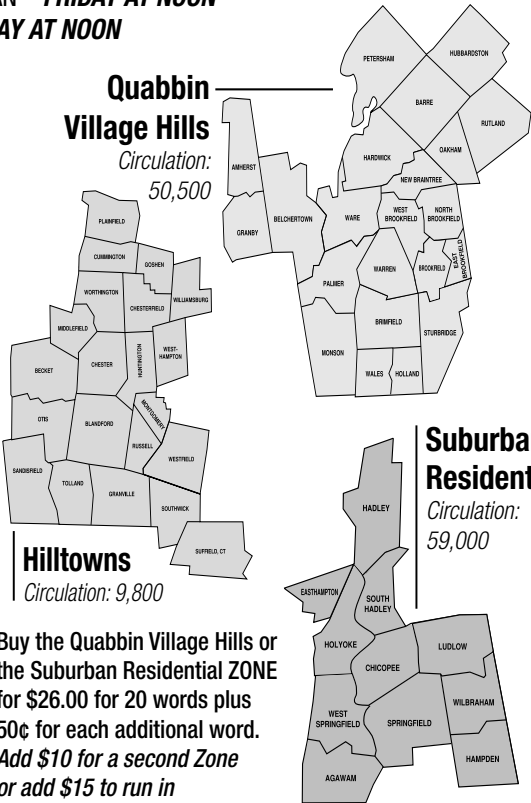 AN FRIDAY AT NOON
AY AT NOON
Quabbin
Village Hills
Circulation:
50,500
PETERSHAM
HUBBARDSTON
BARRE
RUTLAND
OAKHAM
HARDWICK
NEW BRAINTREE
AMHERST
BELCHERTOWN
GRANBY
WARE
WEST
BROOKFIELD
NORTH
BROOKFIELD
EAST
BROOKFIELD
BROOKFIELD
WARREN
PALMER
BRIMFIELD
STURBRIDGE
MONSON
WALES
HOLLAND
PLAINFIELD
CUMMINGTON
GOSHEN
WORTHINGTON
CHESTERFIELD
WILLIAMSBURG
MIDDLEFIELD
WEST-
HAMPTON
HUNTINGTON
CHESTER
BECKET
MONTGOMERY
OTIS
BLANDFORD
RUSSELL
WESTFIELD
SANDISFIELD
TOLLAND
GRANVILLE
SOUTHWICK
SUFFIELD, CT
Hilltowns
Circulation: 9,800
Suburba
Resident
Circulation:
59,000
HADLEY
EASTHAMPTON
SOUTH
HADLEY
HOLYOKE
CHICOPEE
LUDLOW
WEST
SPRINGFIELD
SPRINGFIELD
WILBRAHAM
HAMPDEN
AGAWAM
Buy the Quabbin Village Hills or
the Suburban Residential ZONE
for $26.00 for 20 words plus
50¢ for each additional word.
Add $10 for a second Zone
or add $15 to run in